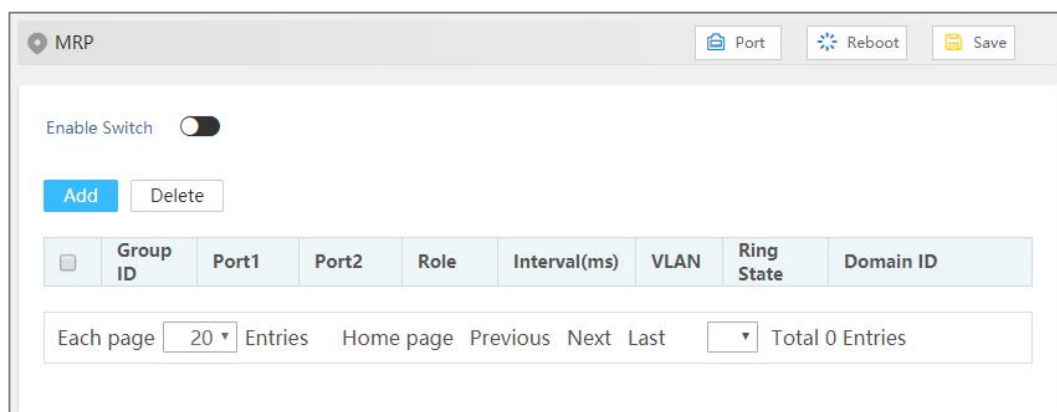 MRP Port Reboot Save
Enable Switch
Add Delete
Group ID Port1 Port2 Role Interval(ms) VLAN Ring State Domain ID
Each page 20 Entries Home page Previous Next Last Total 0 Entries